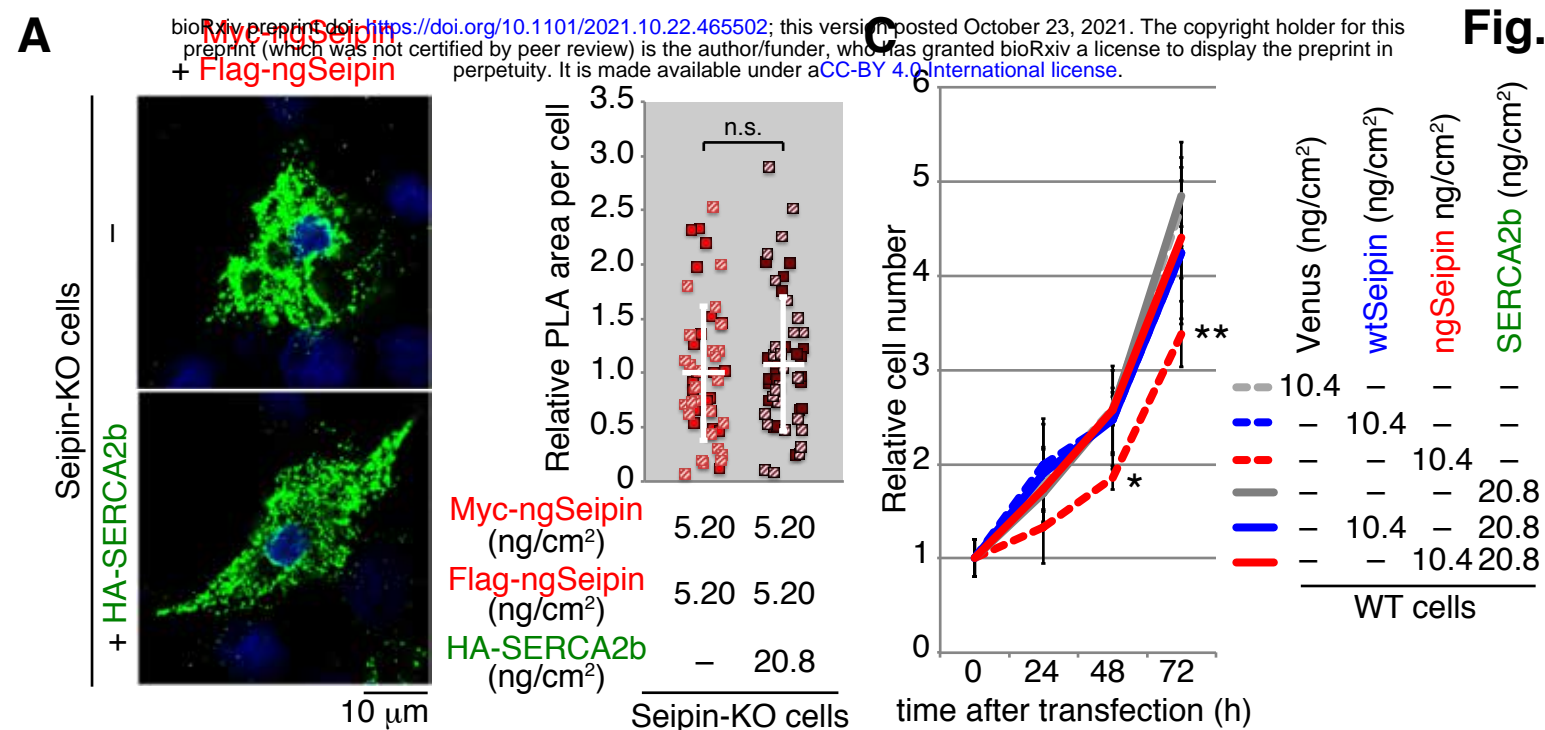 A
bioRxiv preprint doi: https://doi.org/10.1101/2021.10.22.465502; this version posted October 23, 2021. The copyright holder for this
preprint (which was not certified by peer review) is the author/funder, who has granted bioRxiv a license to display the preprint in
perpetuity. It is made available under aCC-BY 4.0 International license.
Myc-ngSeipin
+ Flag-ngSeipin
C
Fig.
Seipin-KO cells
–
+ HA-SERCA2b
10 μm
Relative PLA area per cell
3.5
3.0
2.5
2.0
1.5
1.0
0.5
0
n.s.
Myc-ngSeipin
(ng/cm²)
5.20 5.20
Flag-ngSeipin
(ng/cm²)
5.20 5.20
HA-SERCA2b
(ng/cm²)
– 20.8
Seipin-KO cells
Relative cell number
6
5
4
3
2
1
0
**
*
0 24 48 72
time after transfection (h)
Venus (ng/cm²)
wtSeipin (ng/cm²)
ngSeipin ng/cm²)
SERCA2b (ng/cm²)
10.4 – – –
– 10.4 – –
– – 10.4 –
– – – 20.8
– 10.4 – 20.8
– – 10.4 20.8
WT cells